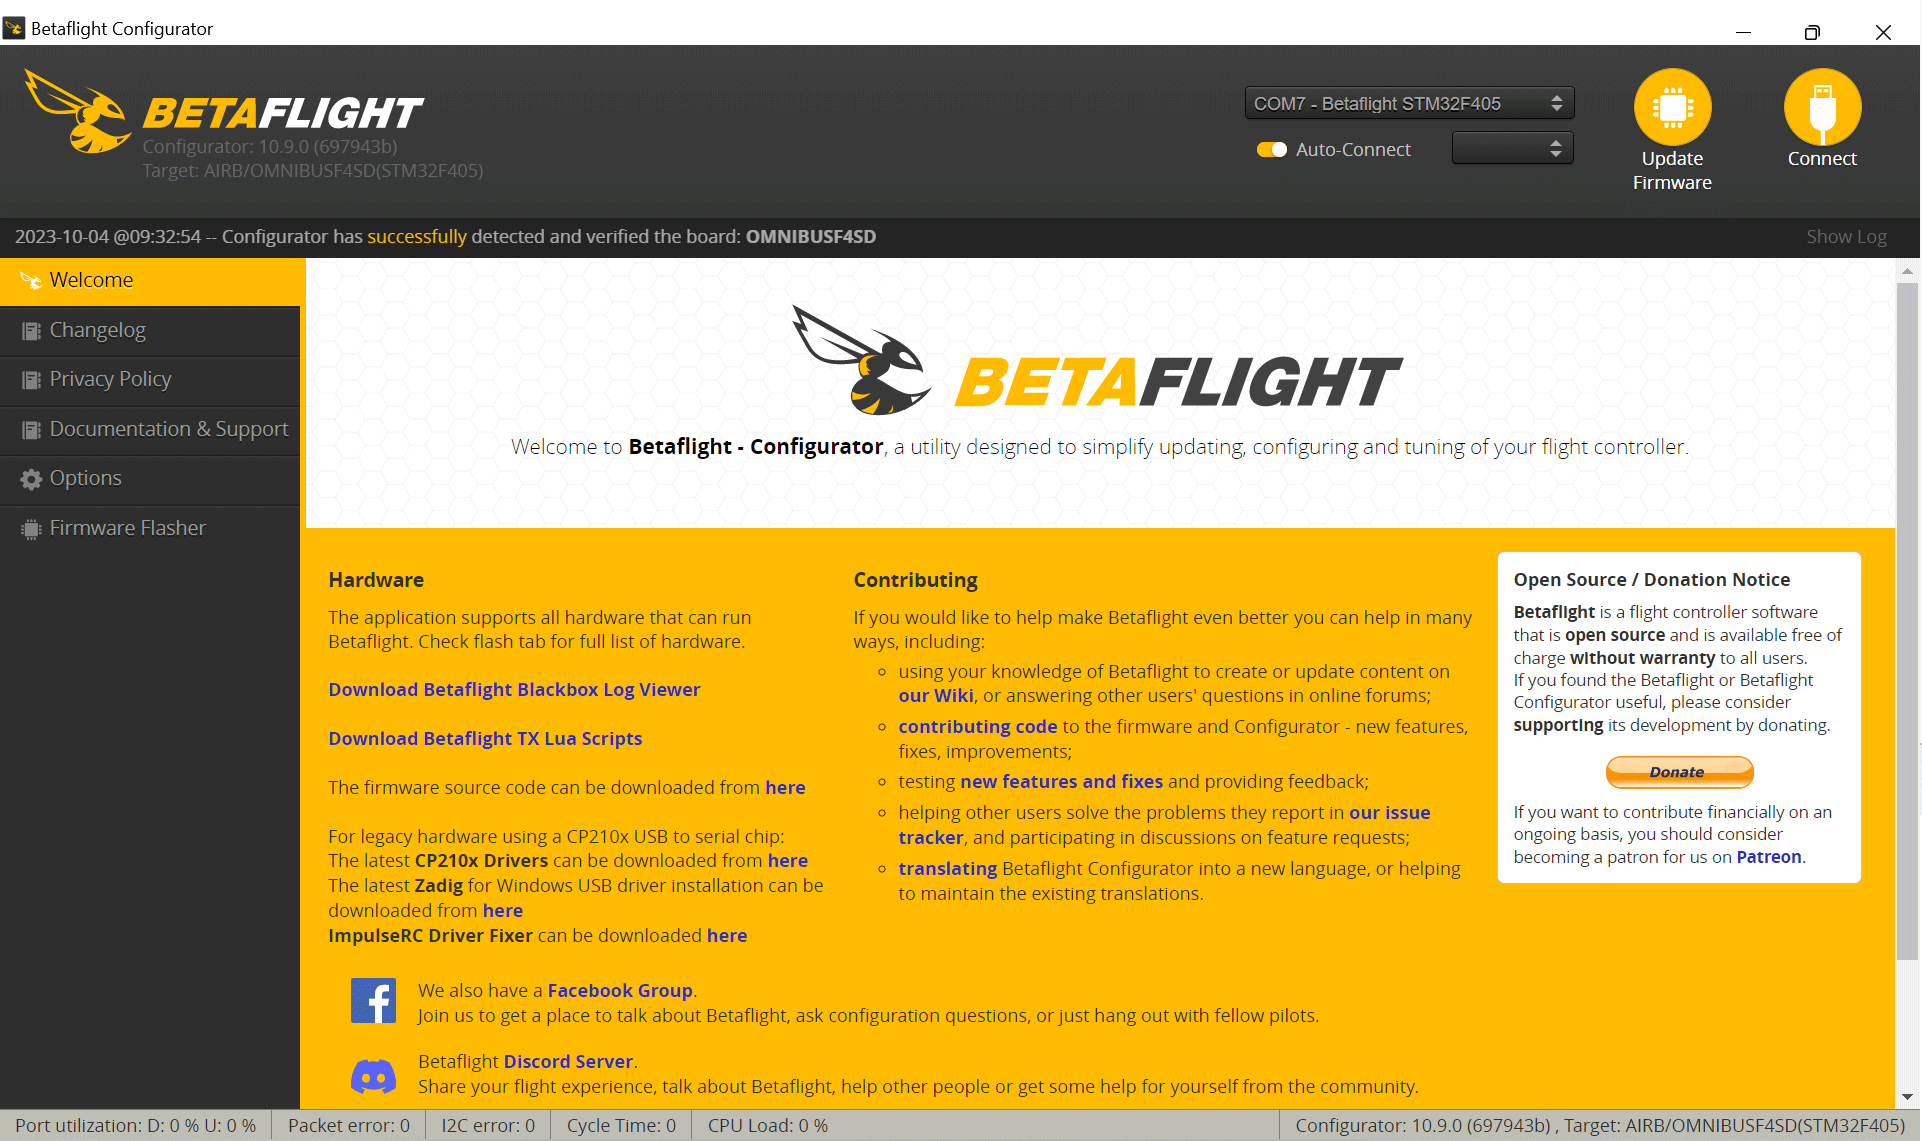 Betaflight Configurator
BETAFLIGHT
Configurator: 10.9.0 (697943b)
Target: AIRB/OMNIBUSF4SD(STM32F405)
COM7 - Betaflight STM32F405
Auto-Connect
Update
Firmware
Connect
2023-10-04 @09:32:54 -- Configurator has successfully detected and verified the board: OMNIBUSF4SD
Show Log
Welcome
Changelog
Privacy Policy
Documentation & Support
Options
Firmware Flasher
BETAFLIGHT
Welcome to Betaflight - Configurator, a utility designed to simplify updating, configuring and tuning of your flight controller.
Hardware
The application supports all hardware that can run
Betaflight. Check flash tab for full list of hardware.
Download Betaflight Blackbox Log Viewer
Download Betaflight TX Lua Scripts
The firmware source code can be downloaded from here
For legacy hardware using a CP210x USB to serial chip:
The latest CP210x Drivers can be downloaded from here
The latest Zadig for Windows USB driver installation can be
downloaded from here
ImpulseRC Driver Fixer can be downloaded here
Contributing
If you would like to help make Betaflight even better you can help in many
ways, including:
using your knowledge of Betaflight to create or update content on
our Wiki, or answering other users' questions in online forums;
contributing code to the firmware and Configurator - new features,
fixes, improvements;
testing new features and fixes and providing feedback;
helping other users solve the problems they report in our issue
tracker, and participating in discussions on feature requests;
translating Betaflight Configurator into a new language, or helping
to maintain the existing translations.
Open Source / Donation Notice
Betaflight is a flight controller software
that is open source and is available free of
charge without warranty to all users.
If you found the Betaflight or Betaflight
Configurator useful, please consider
supporting its development by donating.
Donate
If you want to contribute financially on an
ongoing basis, you should consider
becoming a patron for us on Patreon.
We also have a Facebook Group.
Join us to get a place to talk about Betaflight, ask configuration questions, or just hang out with fellow pilots.
Betaflight Discord Server.
Share your flight experience, talk about Betaflight, help other people or get some help for yourself from the community.
Port utilization: D: 0 % U: 0 %
Packet error: 0
I2C error: 0
Cycle Time: 0
CPU Load: 0 %
Configurator: 10.9.0 (697943b) , Target: AIRB/OMNIBUSF4SD(STM32F405)